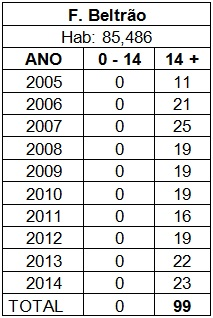 F. Beltrão
Hab: 85,486
ANO 0 - 14 14 +
2005 0 11
2006 0 21
2007 0 25
2008 0 19
2009 0 19
2010 0 19
2011 0 16
2012 0 19
2013 0 22
2014 0 23
TOTAL 0 99